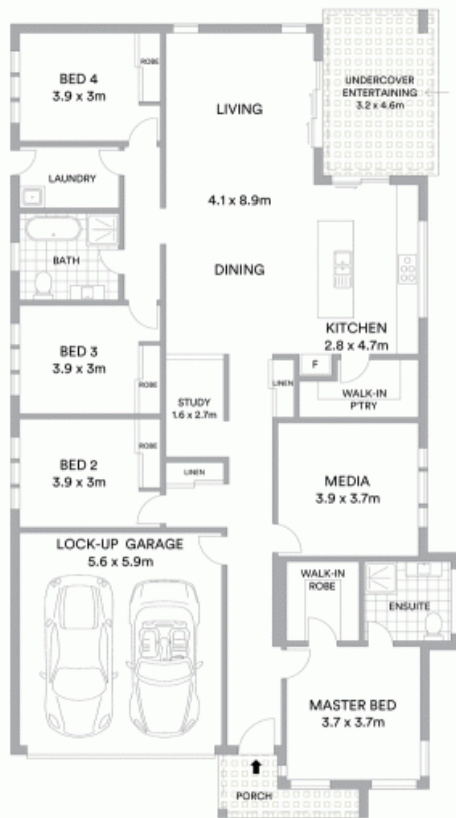 BED 4
3.9 x 3m
ROBE
LIVING
UNDERCOVER
ENTERTAINING
3.2 x 4.6m
LAUNDRY
4.1 x 8.9m
BATH
DINING
KITCHEN
2.8 x 4.7m
BED 3
3.9 x 3m
ROBE
STUDY
1.6 x 2.7m
LINEN
F
WALK-IN
P'TRY
BED 2
3.9 x 3m
ROBE
LINEN
MEDIA
3.9 x 3.7m
LOCK-UP GARAGE
5.6 x 5.9m
WALK-IN
ROBE
ENSUITE
MASTER BED
3.7 x 3.7m
PORCH